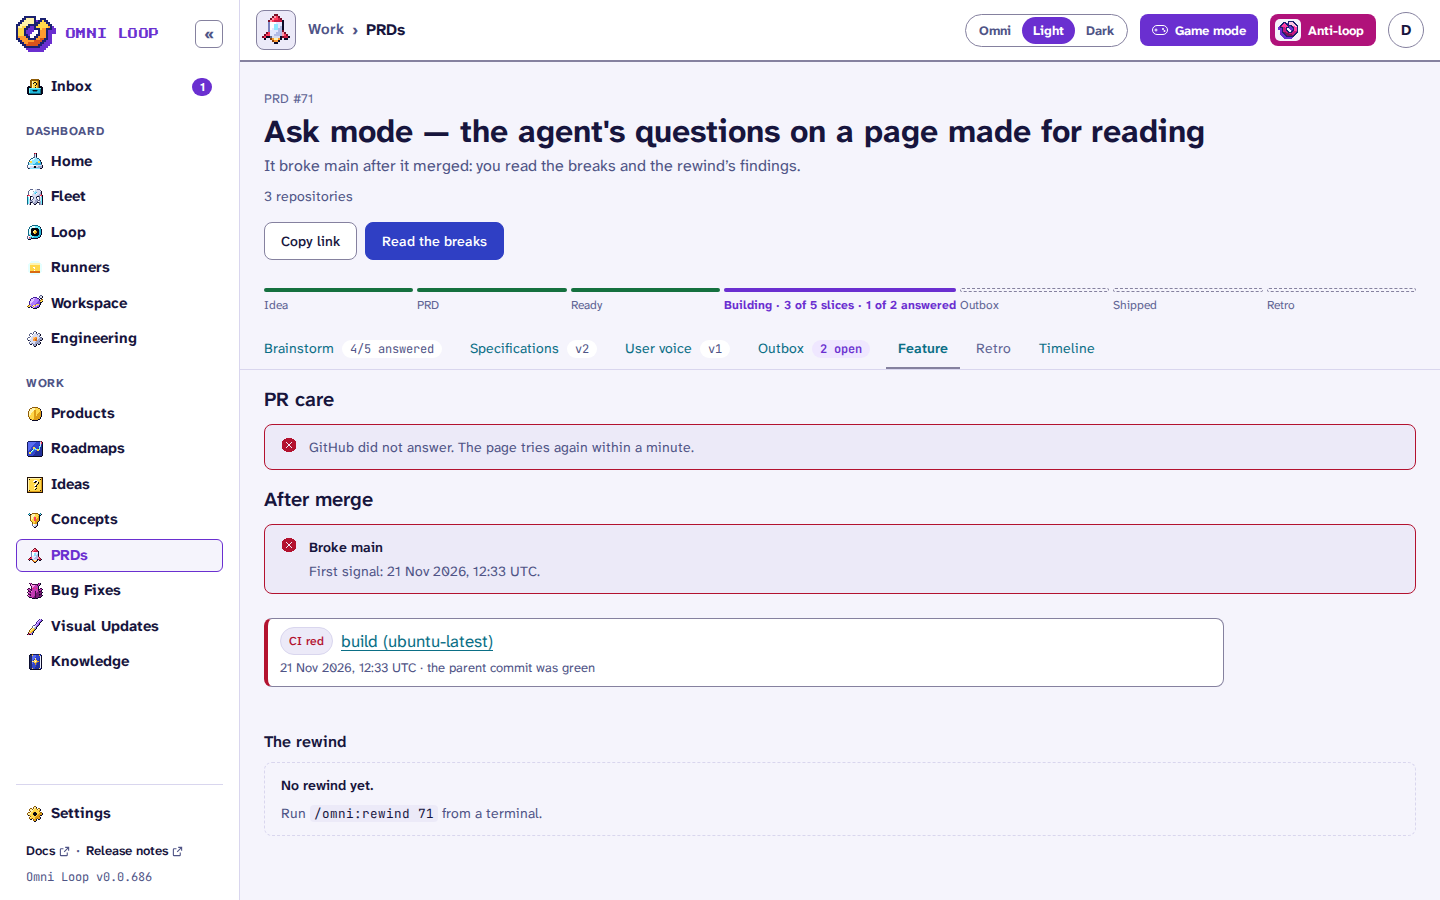 OMNI LOOP
«
Inbox
1
DASHBOARD
Home
Fleet
Loop
Runners
Workspace
Engineering
WORK
Products
Roadmaps
Ideas
Concepts
PRDs
Bug Fixes
Visual Updates
Knowledge
Settings
Docs · Release notes
Omni Loop v0.0.686
Work › PRDs
Omni Light Dark
Game mode
Anti-loop
D
PRD #71
Ask mode — the agent's questions on a page made for reading
It broke main after it merged: you read the breaks and the rewind’s findings.
3 repositories
Copy link
Read the breaks
Idea
PRD
Ready
Building · 3 of 5 slices · 1 of 2 answered
Outbox
Shipped
Retro
Brainstorm 4/5 answered
Specifications v2
User voice v1
Outbox 2 open
Feature
Retro
Timeline
PR care
GitHub did not answer. The page tries again within a minute.
After merge
Broke main
First signal: 21 Nov 2026, 12:33 UTC.
CI red build (ubuntu-latest)
21 Nov 2026, 12:33 UTC · the parent commit was green
The rewind
No rewind yet.
Run /omni:rewind 71 from a terminal.